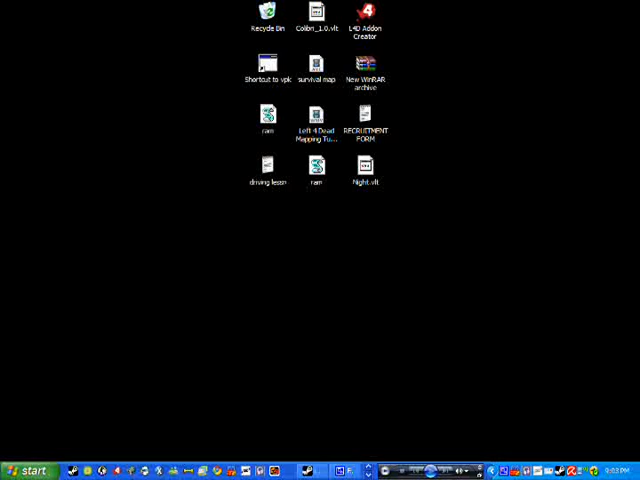 Recycle Bin
Colibri_1.0.vlt
L4D Addon
Creator
Shortcut to vpk
survival map
New WinRAR
archive
ram
Left 4 Dead
Mapping Tu...
RECRUITMENT
FORM
driving lessn
ram
Night.vlt
start
F.
9:03 PM